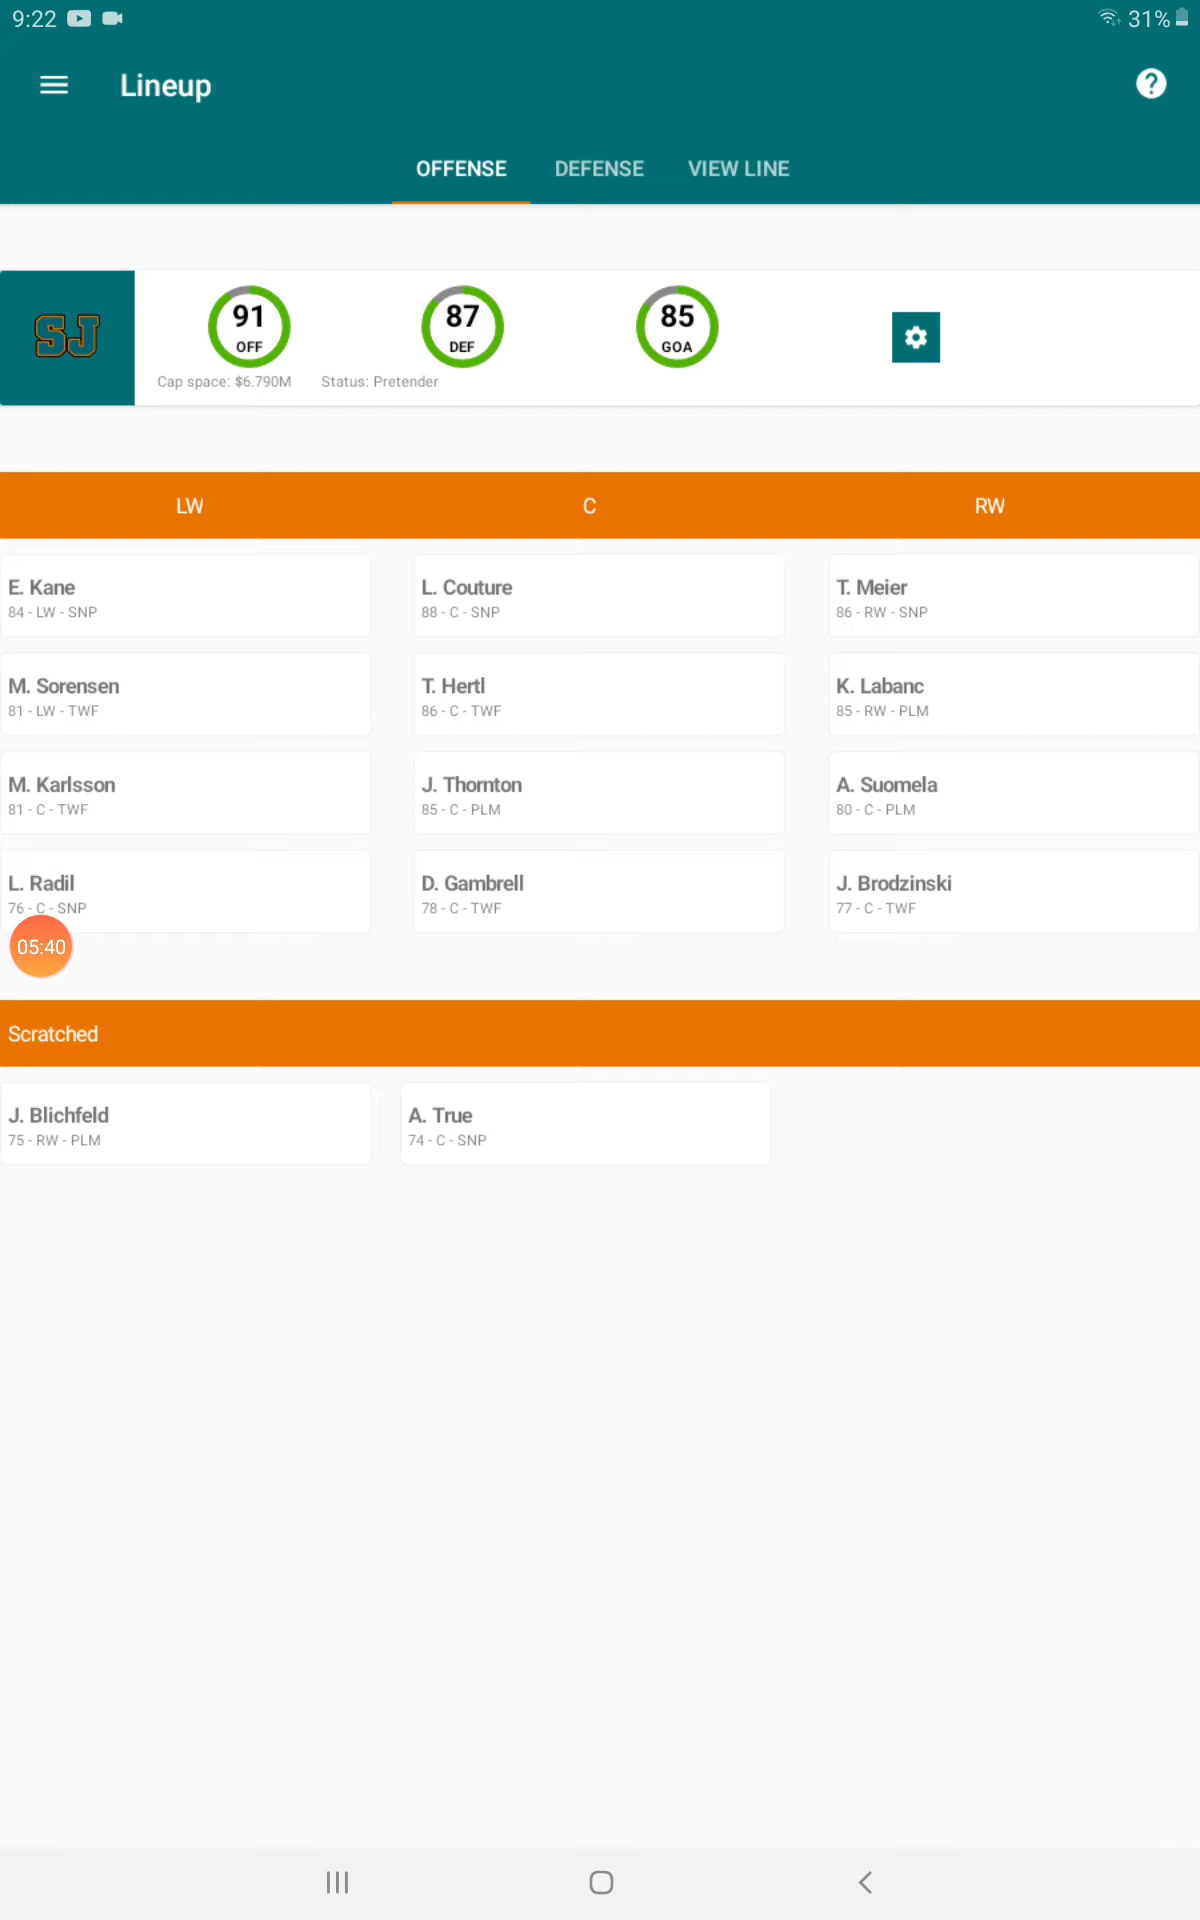 9:22
31%
Lineup
OFFENSE DEFENSE VIEW LINE
SJ
91 OFF
87 DEF
85 GOA
Cap space: $6.790M Status: Pretender
LW C RW
E. Kane L. Couture T. Meier
84 - LW - SNP 88 - C - SNP 86 - RW - SNP
M. Sorensen T. Hertl K. Labanc
81 - LW - TWF 86 - C - TWF 85 - RW - PLM
M. Karlsson J. Thornton A. Suomela
81 - C - TWF 85 - C - PLM 80 - C - PLM
L. Radil D. Gambrell J. Brodzinski
76 - C - SNP 78 - C - TWF 77 - C - TWF
05:40
Scratched
J. Blichfeld A. True
75 - RW - PLM 74 - C - SNP